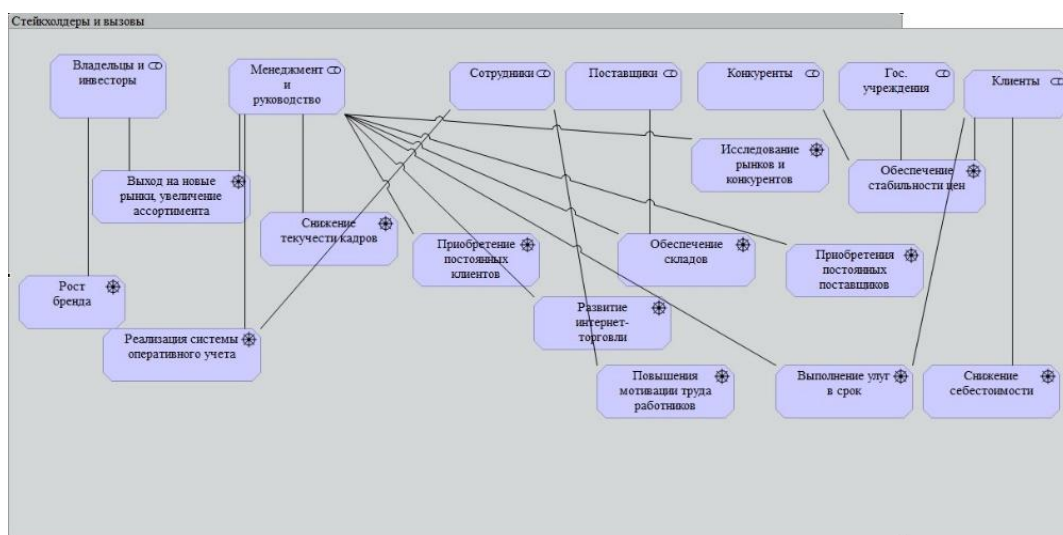 Стейкхолдеры и вызовы
Владельцы и
инвесторы
Менеджмент
и
руководство
Сотрудники
Поставщики
Конкуренты
Гос.
учреждения
Клиенты
Исследование
рынков и
конкурентов
Обеспечение
стабильности цен
Выход на новые
рынки, увеличение
ассортимента
Снижение
текучести кадров
Приобретение
постоянных
клиентов
Обеспечение
складов
Приобретения
постоянных
поставщиков
Рост
бренда
Развитие
интернет-
торговли
Реализация системы
оперативного учета
Повышения
мотивации труда
работников
Выполнение улуг
в срок
Снижение
себестоимости